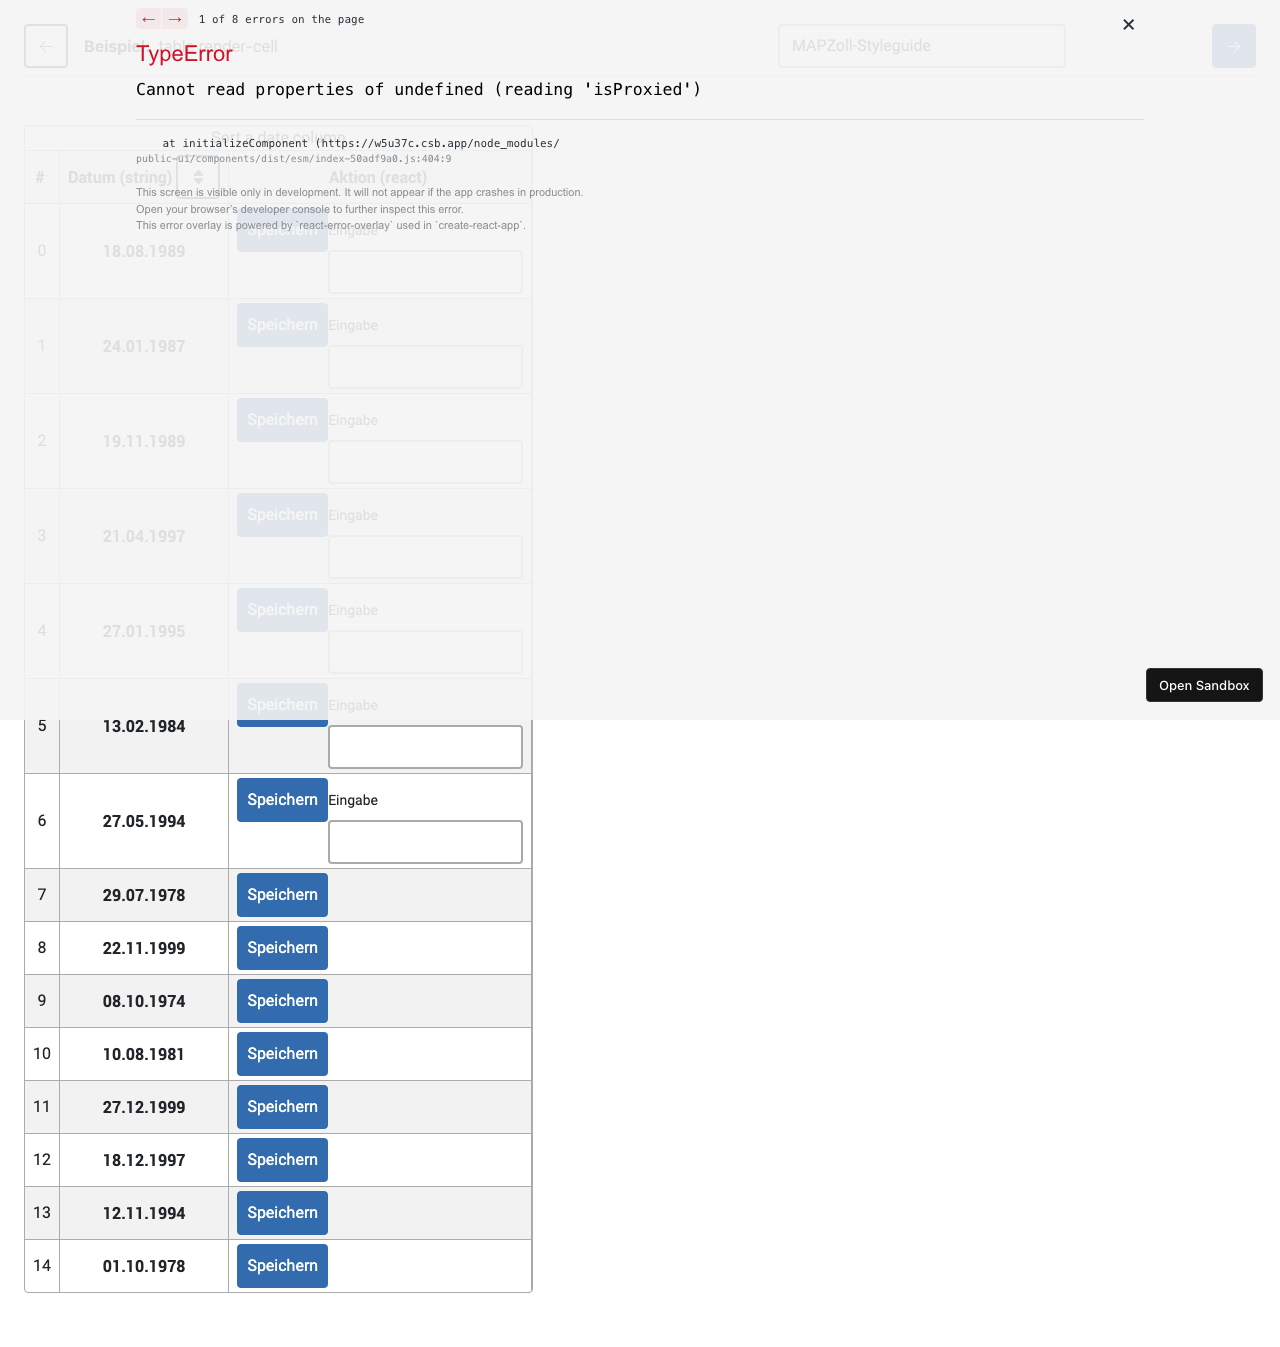 ← → 1 of 8 errors on the page ✕
← Beispiel table-render-cell MAPZoll-Styleguide →
TypeError
Cannot read properties of undefined (reading 'isProxied')
Sort a date column
at initializeComponent (https://w5u37c.csb.app/node_modules/
public-ui/components/dist/esm/index-50adf9a0.js:404:9
# Datum (string) Aktion (react)
This screen is visible only in development. It will not appear if the app crashes in production.
Open your browser's developer console to further inspect this error.
This error overlay is powered by `react-error-overlay` used in `create-react-app`.
Speichern Eingabe
0 18.08.1989
1 24.01.1987 Speichern Eingabe
2 19.11.1989 Speichern Eingabe
3 21.04.1997 Speichern Eingabe
4 27.01.1995 Speichern Eingabe
Open Sandbox
5 13.02.1984 Speichern Eingabe
6 27.05.1994 Speichern Eingabe
7 29.07.1978 Speichern
8 22.11.1999 Speichern
9 08.10.1974 Speichern
10 10.08.1981 Speichern
11 27.12.1999 Speichern
12 18.12.1997 Speichern
13 12.11.1994 Speichern
14 01.10.1978 Speichern